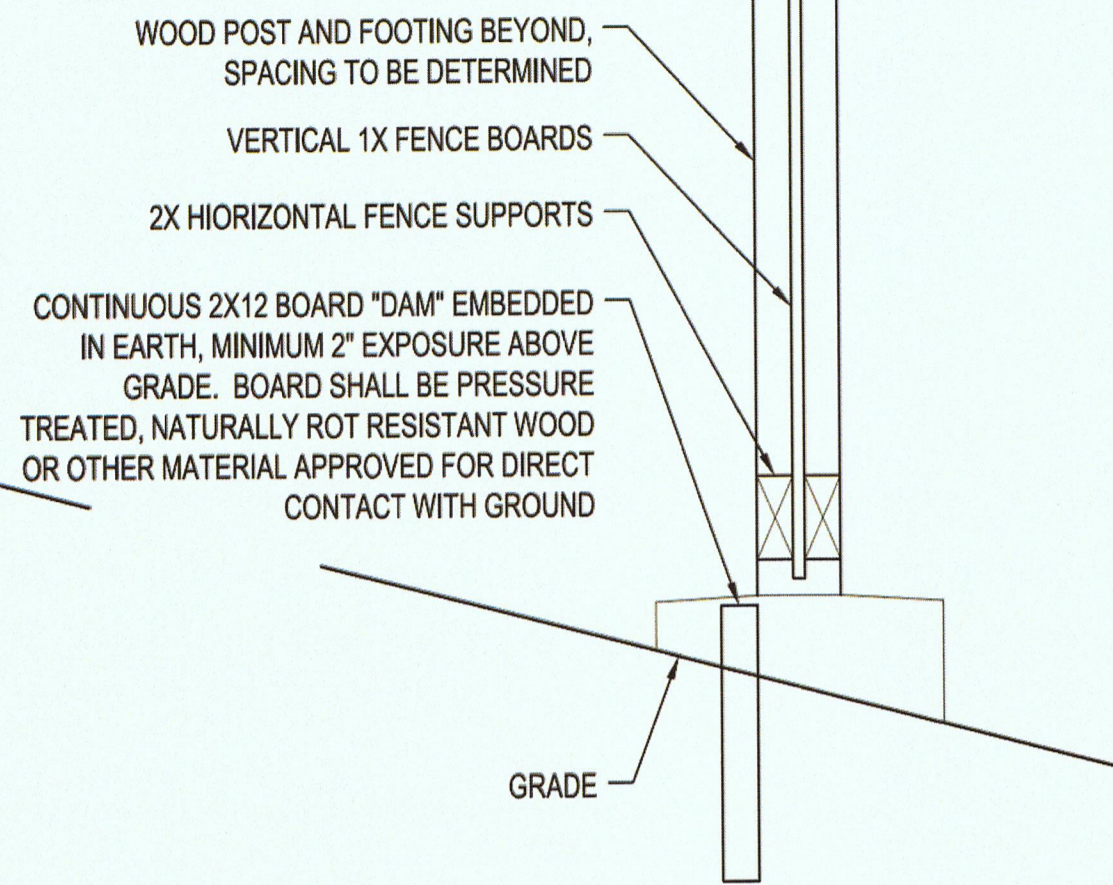 WOOD POST AND FOOTING BEYOND,
SPACING TO BE DETERMINED
VERTICAL 1X FENCE BOARDS
2X HIORIZONTAL FENCE SUPPORTS
CONTINUOUS 2X12 BOARD "DAM" EMBEDDED
IN EARTH, MINIMUM 2" EXPOSURE ABOVE
GRADE. BOARD SHALL BE PRESSURE
TREATED, NATURALLY ROT RESISTANT WOOD
OR OTHER MATERIAL APPROVED FOR DIRECT
CONTACT WITH GROUND
GRADE